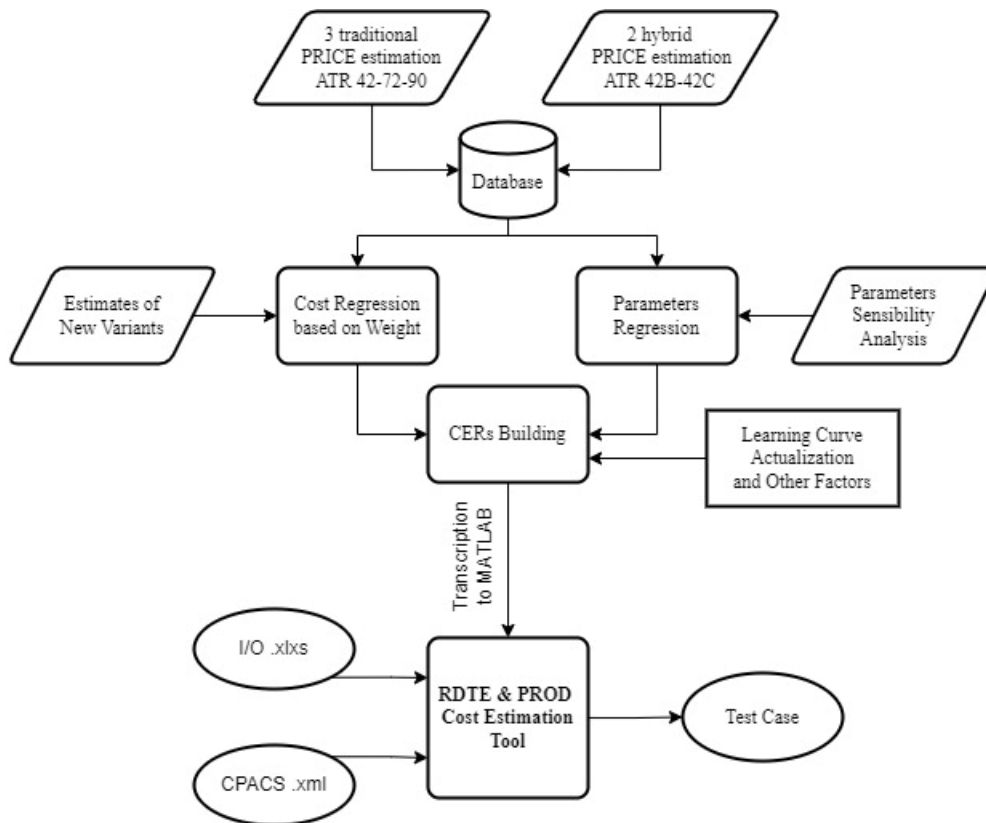 3 traditional
PRICE estimation
ATR 42-72-90
2 hybrid
PRICE estimation
ATR 42B-42C
Database
Estimates of
New Variants
Cost Regression
based on Weight
Parameters
Regression
Parameters
Sensibility
Analysis
CERs Building
Learning Curve
Actualization
and Other Factors
Transcription
to MATLAB
I/O .xlxs
CPACS .xml
RDTE & PROD
Cost Estimation
Tool
Test Case